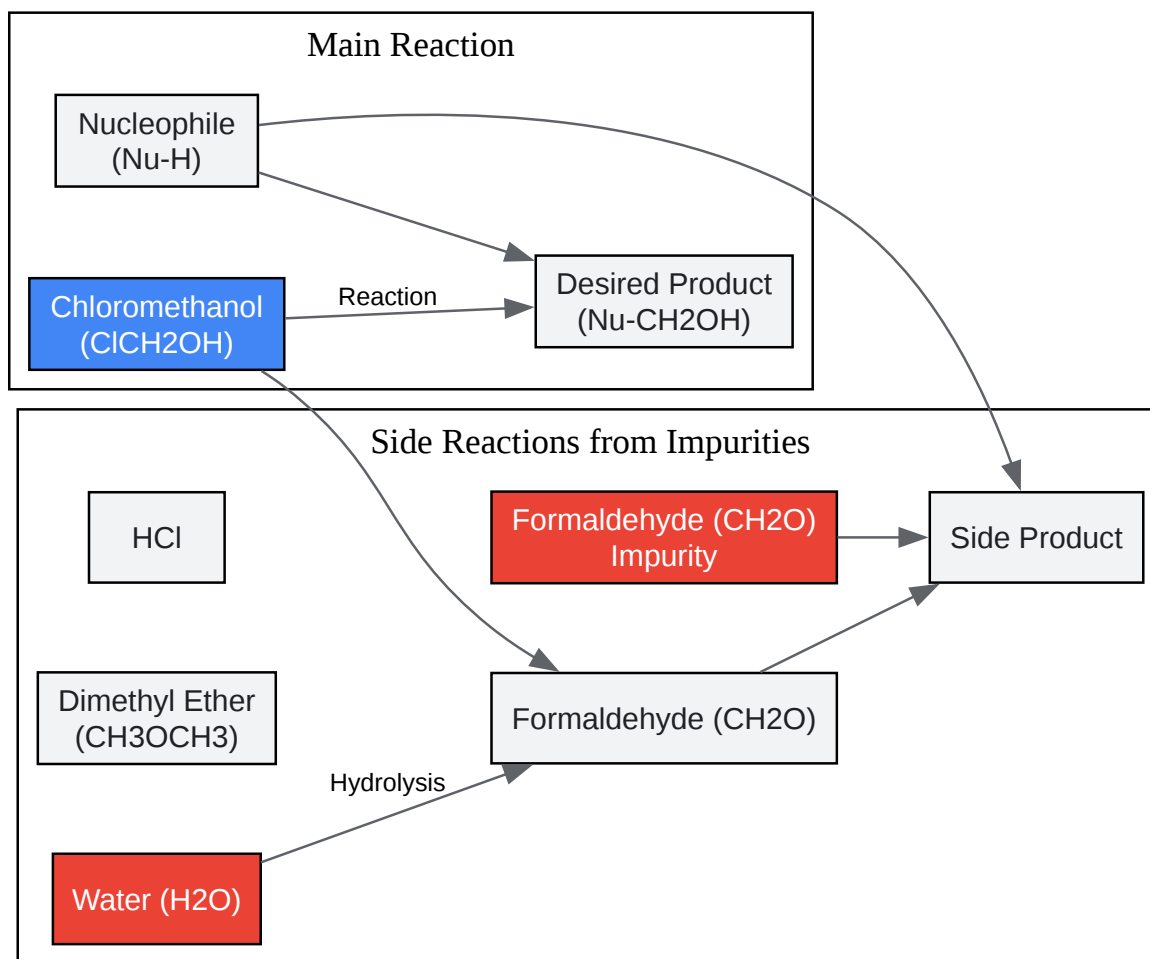 Main Reaction
Nucleophile
(Nu-H)
Chloromethanol
(ClCH2OH)
Reaction
Desired Product
(Nu-CH2OH)
Side Reactions from Impurities
HCl
Formaldehyde (CH2O)
Impurity
Side Product
Dimethyl Ether
(CH3OCH3)
Formaldehyde (CH2O)
Hydrolysis
Water (H2O)